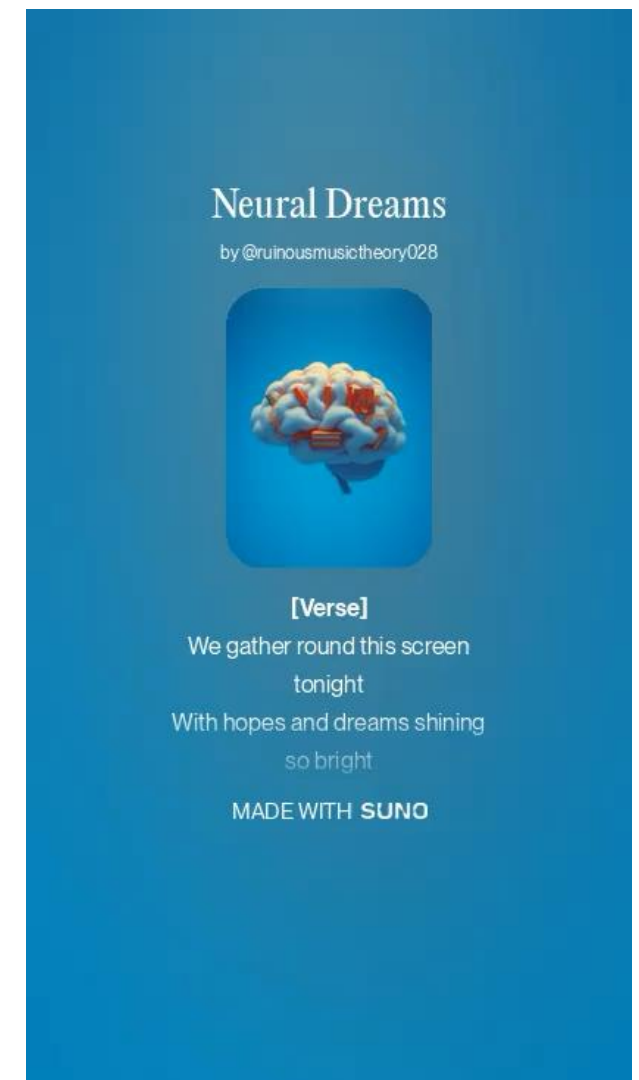 Neural Dreams
by @ruinousmusictheory028
[Verse]
We gather round this screen
tonight
With hopes and dreams shining
so bright
MADE WITH SUNO